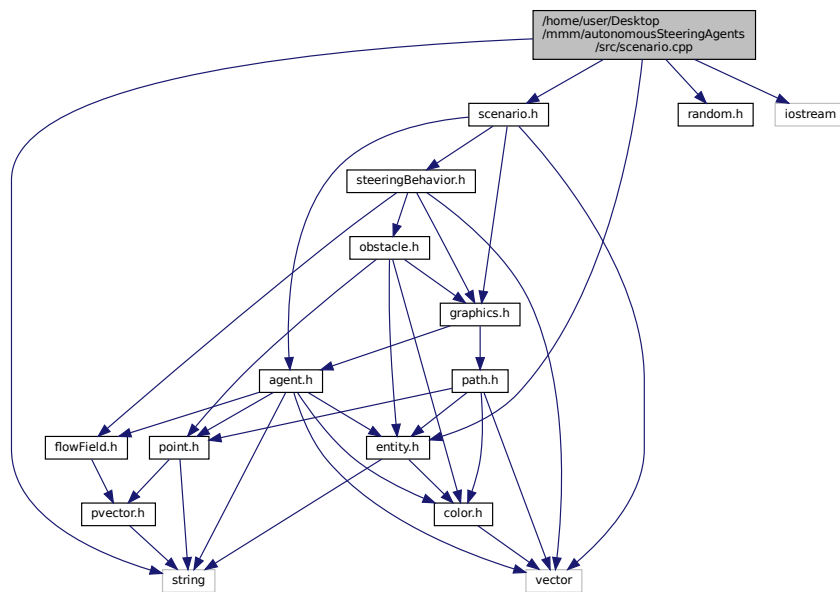 /home/user/Desktop
/mmm/autonomousSteeringAgents
/src/scenario.cpp
scenario.h
random.h
iostream
steeringBehavior.h
obstacle.h
graphics.h
agent.h
path.h
flowField.h
point.h
entity.h
pvector.h
color.h
string
vector